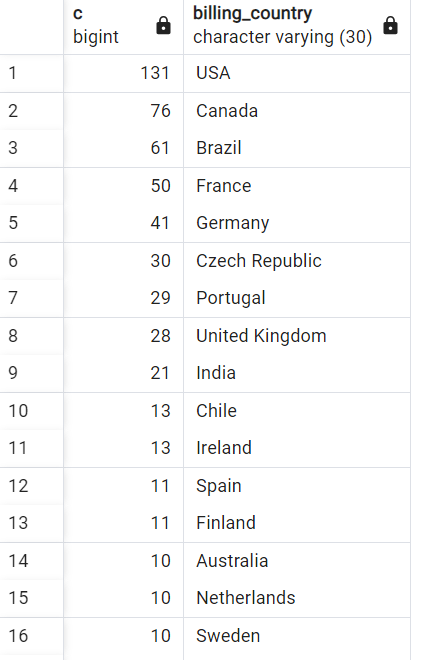 c billing_country
bigint character varying (30)
1 131 USA
2 76 Canada
3 61 Brazil
4 50 France
5 41 Germany
6 30 Czech Republic
7 29 Portugal
8 28 United Kingdom
9 21 India
10 13 Chile
11 13 Ireland
12 11 Spain
13 11 Finland
14 10 Australia
15 10 Netherlands
16 10 Sweden